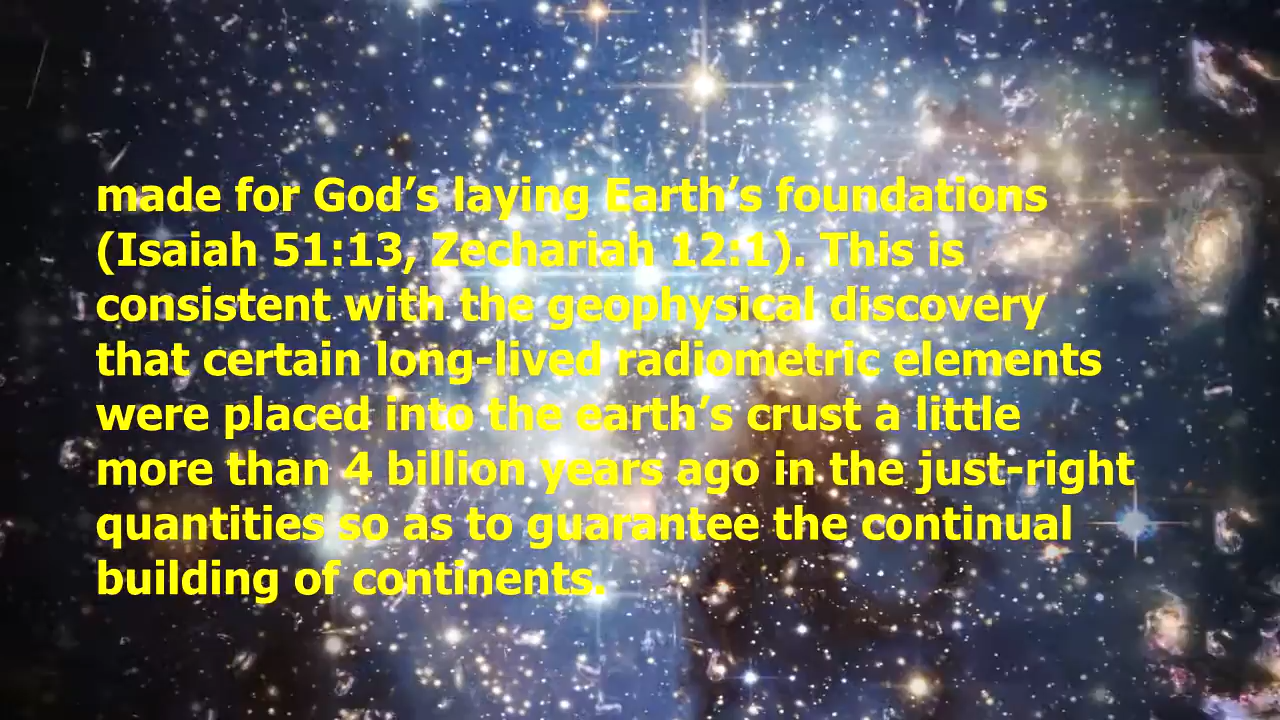 made for God’s laying Earth’s foundations
(Isaiah 51:13, Zechariah 12:1). This is
consistent with the geophysical discovery
that certain long-lived radiometric elements
were placed into the earth’s crust a little
more than 4 billion years ago in the just-right
quantities so as to guarantee the continual
building of continents.